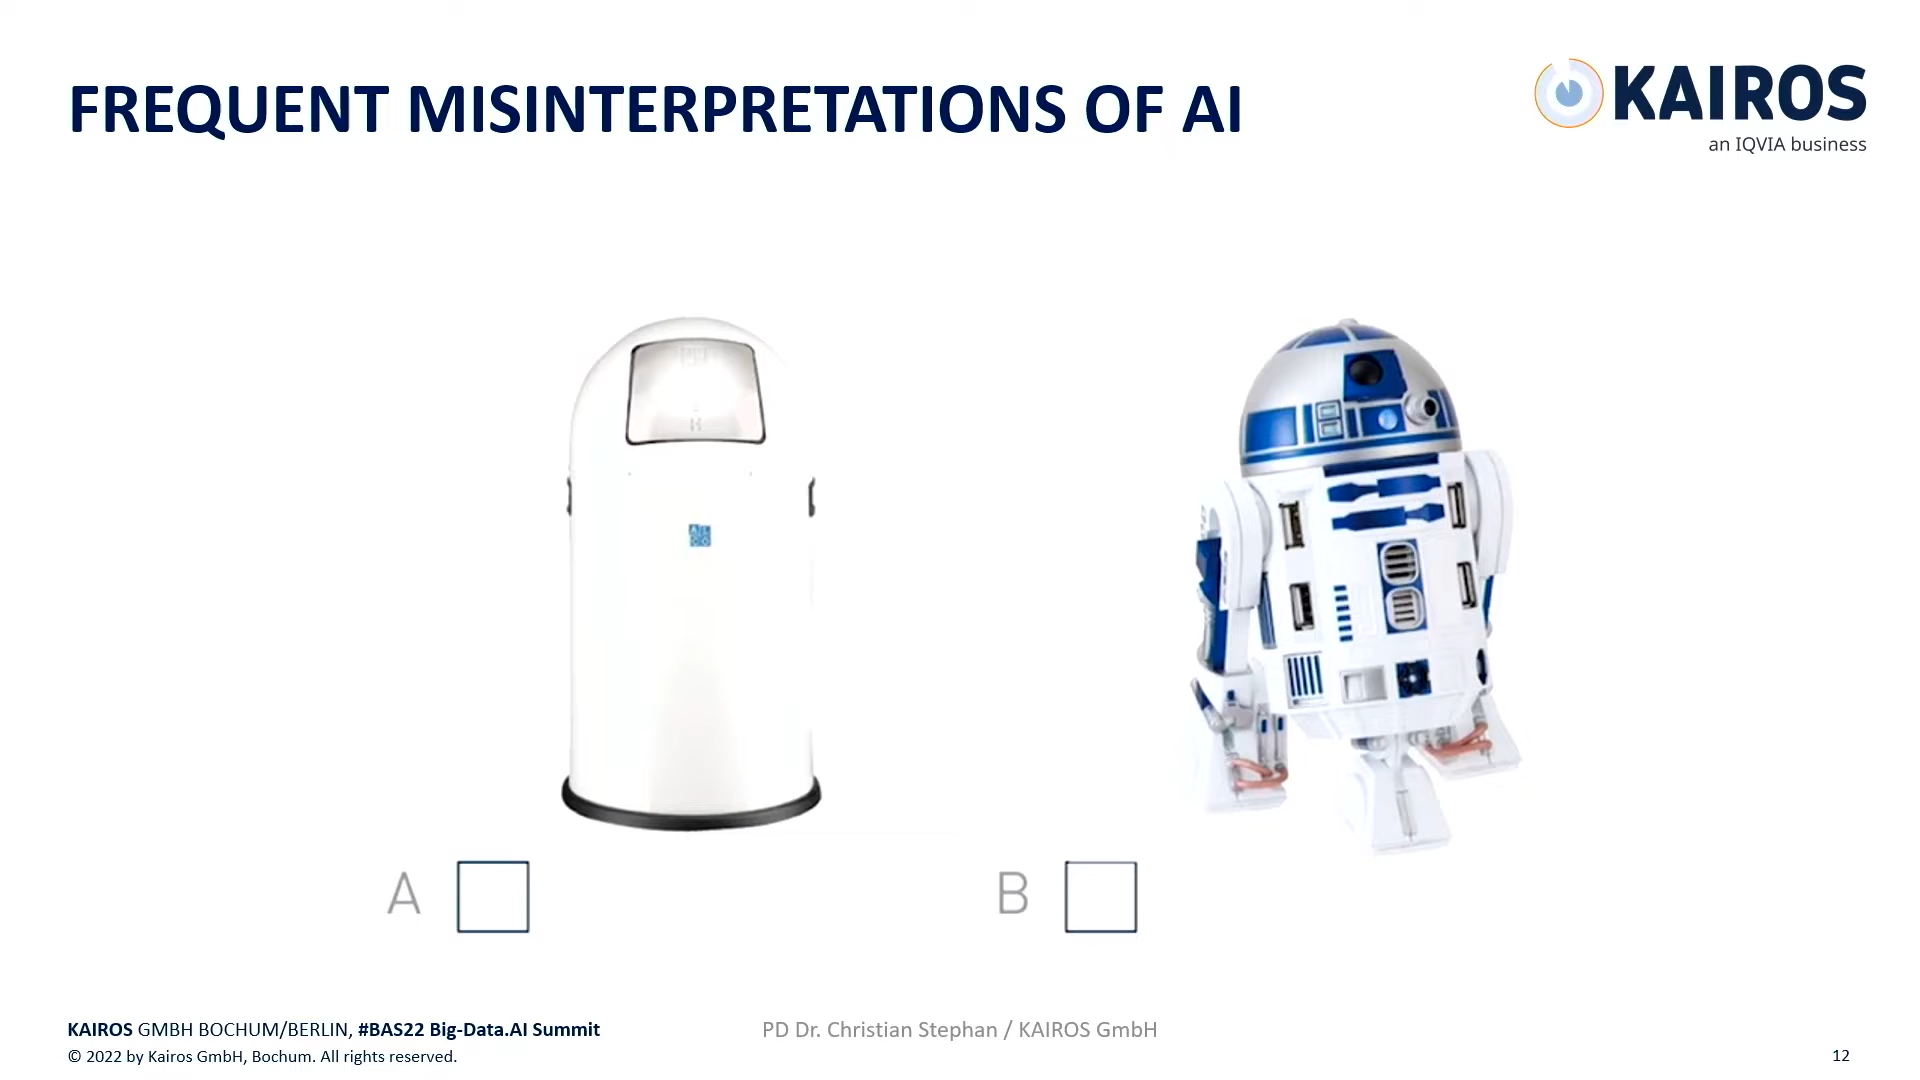 FREQUENT MISINTERPRETATIONS OF AI
KAIROS
an IQVIA business
A
B
KAIROS GMBH BOCHUM/BERLIN, #BAS22 Big-Data.AI Summit
© 2022 by Kairos GmbH, Bochum. All rights reserved.
PD Dr. Christian Stephan / KAIROS GmbH
12